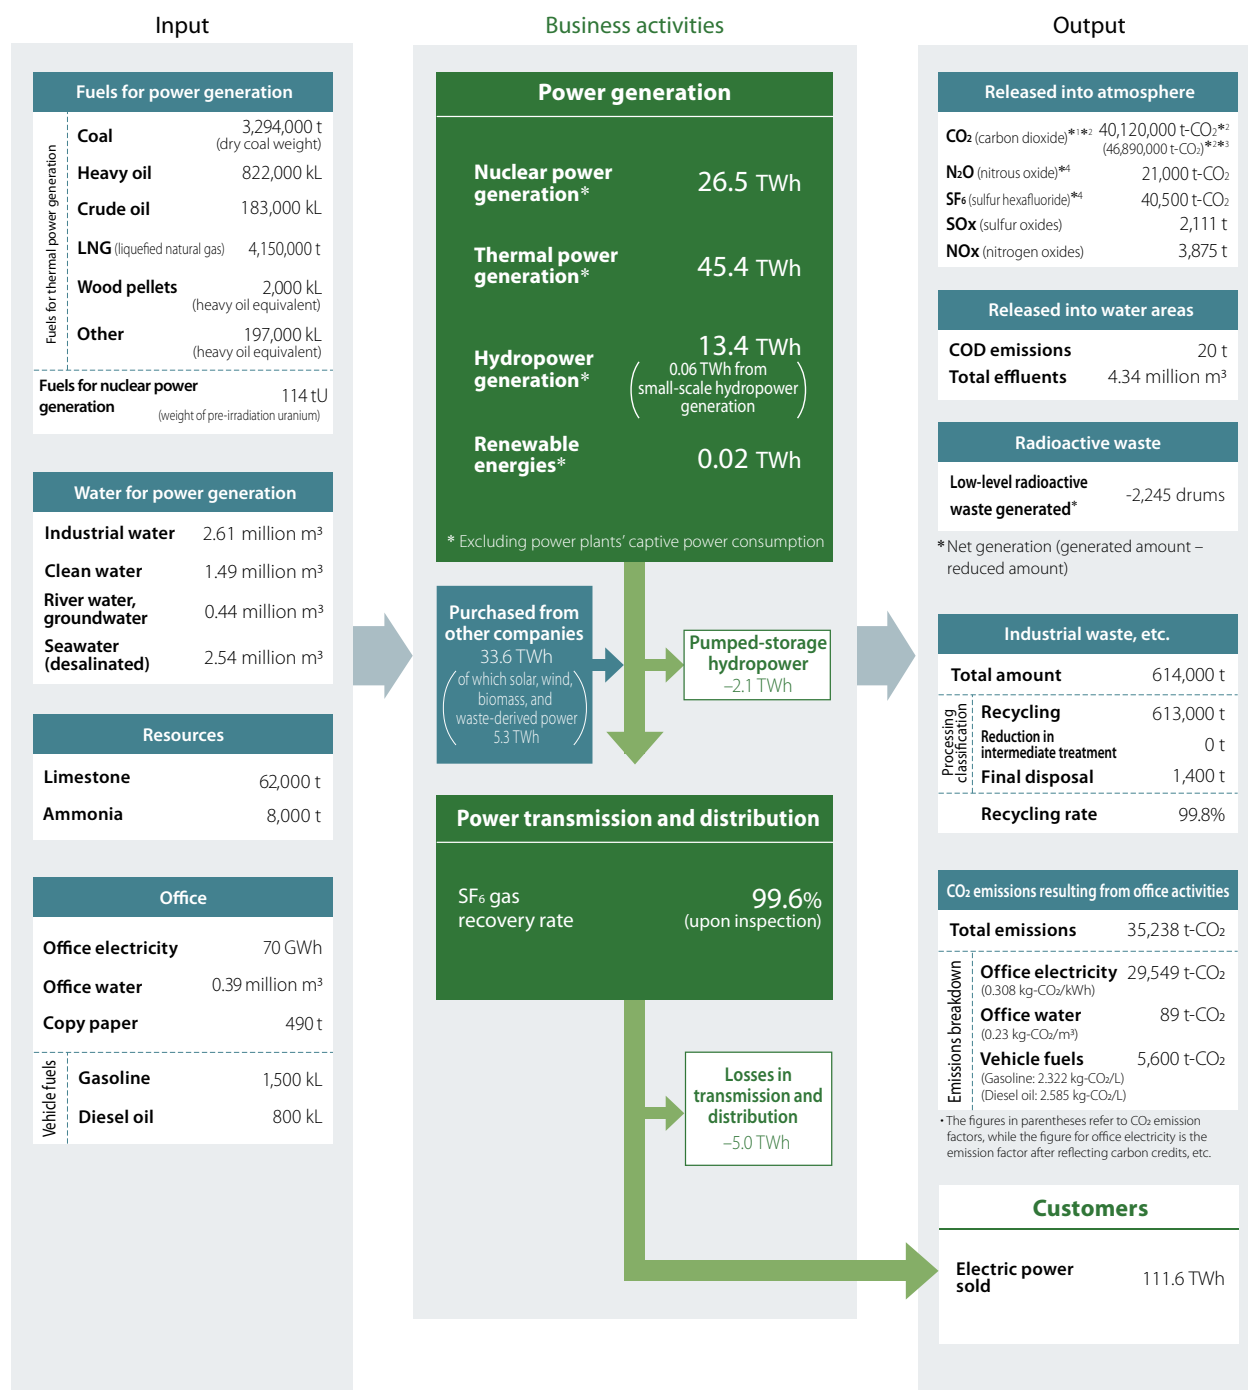 Input
Fuels for power generation
Fuels for thermal power generation
Coal 3,294,000 t
(dry coal weight)
Heavy oil 822,000 kL
Crude oil 183,000 kL
LNG (liquefied natural gas) 4,150,000 t
Wood pellets 2,000 kL
(heavy oil equivalent)
Other 197,000 kL
(heavy oil equivalent)
Fuels for nuclear power
generation 114 tU
(weight of pre-irradiation uranium)
Water for power generation
Industrial water 2.61 million m³
Clean water 1.49 million m³
River water,
groundwater 0.44 million m³
Seawater
(desalinated) 2.54 million m³
Resources
Limestone 62,000 t
Ammonia 8,000 t
Office
Office electricity 70 GWh
Office water 0.39 million m³
Copy paper 490 t
Vehicle fuels
Gasoline 1,500 kL
Diesel oil 800 kL
Business activities
Power generation
Nuclear power
generation* 26.5 TWh
Thermal power
generation* 45.4 TWh
Hydropower
generation* 13.4 TWh
(0.06 TWh from
small-scale hydropower
generation)
Renewable
energies* 0.02 TWh
* Excluding power plants' captive power consumption
Purchased from
other companies
33.6 TWh
(of which solar, wind,
biomass, and
waste-derived power
5.3 TWh)
Pumped-storage
hydropower
–2.1 TWh
Power transmission and distribution
SF₆ gas
recovery rate 99.6%
(upon inspection)
Losses in
transmission and
distribution
–5.0 TWh
Output
Released into atmosphere
CO₂ (carbon dioxide)*1*2 40,120,000 t-CO₂*2
(46,890,000 t-CO₂)*2*3
N₂O (nitrous oxide)*4 21,000 t-CO₂
SF₆ (sulfur hexafluoride)*4 40,500 t-CO₂
SOx (sulfur oxides) 2,111 t
NOx (nitrogen oxides) 3,875 t
Released into water areas
COD emissions 20 t
Total effluents 4.34 million m³
Radioactive waste
Low-level radioactive
waste generated* -2,245 drums
* Net generation (generated amount –
reduced amount)
Industrial waste, etc.
Total amount 614,000 t
Processing
classification
Recycling 613,000 t
Reduction in
intermediate treatment 0 t
Final disposal 1,400 t
Recycling rate 99.8%
CO₂ emissions resulting from office activities
Total emissions 35,238 t-CO₂
Emissions breakdown
Office electricity 29,549 t-CO₂
(0.308 kg-CO₂/kWh)
Office water 89 t-CO₂
(0.23 kg-CO₂/m³)
Vehicle fuels 5,600 t-CO₂
(Gasoline: 2.322 kg-CO₂/L)
(Diesel oil: 2.585 kg-CO₂/L)
• The figures in parentheses refer to CO₂ emission
factors, while the figure for office electricity is the
emission factor after reflecting carbon credits, etc.
Customers
Electric power
sold 111.6 TWh